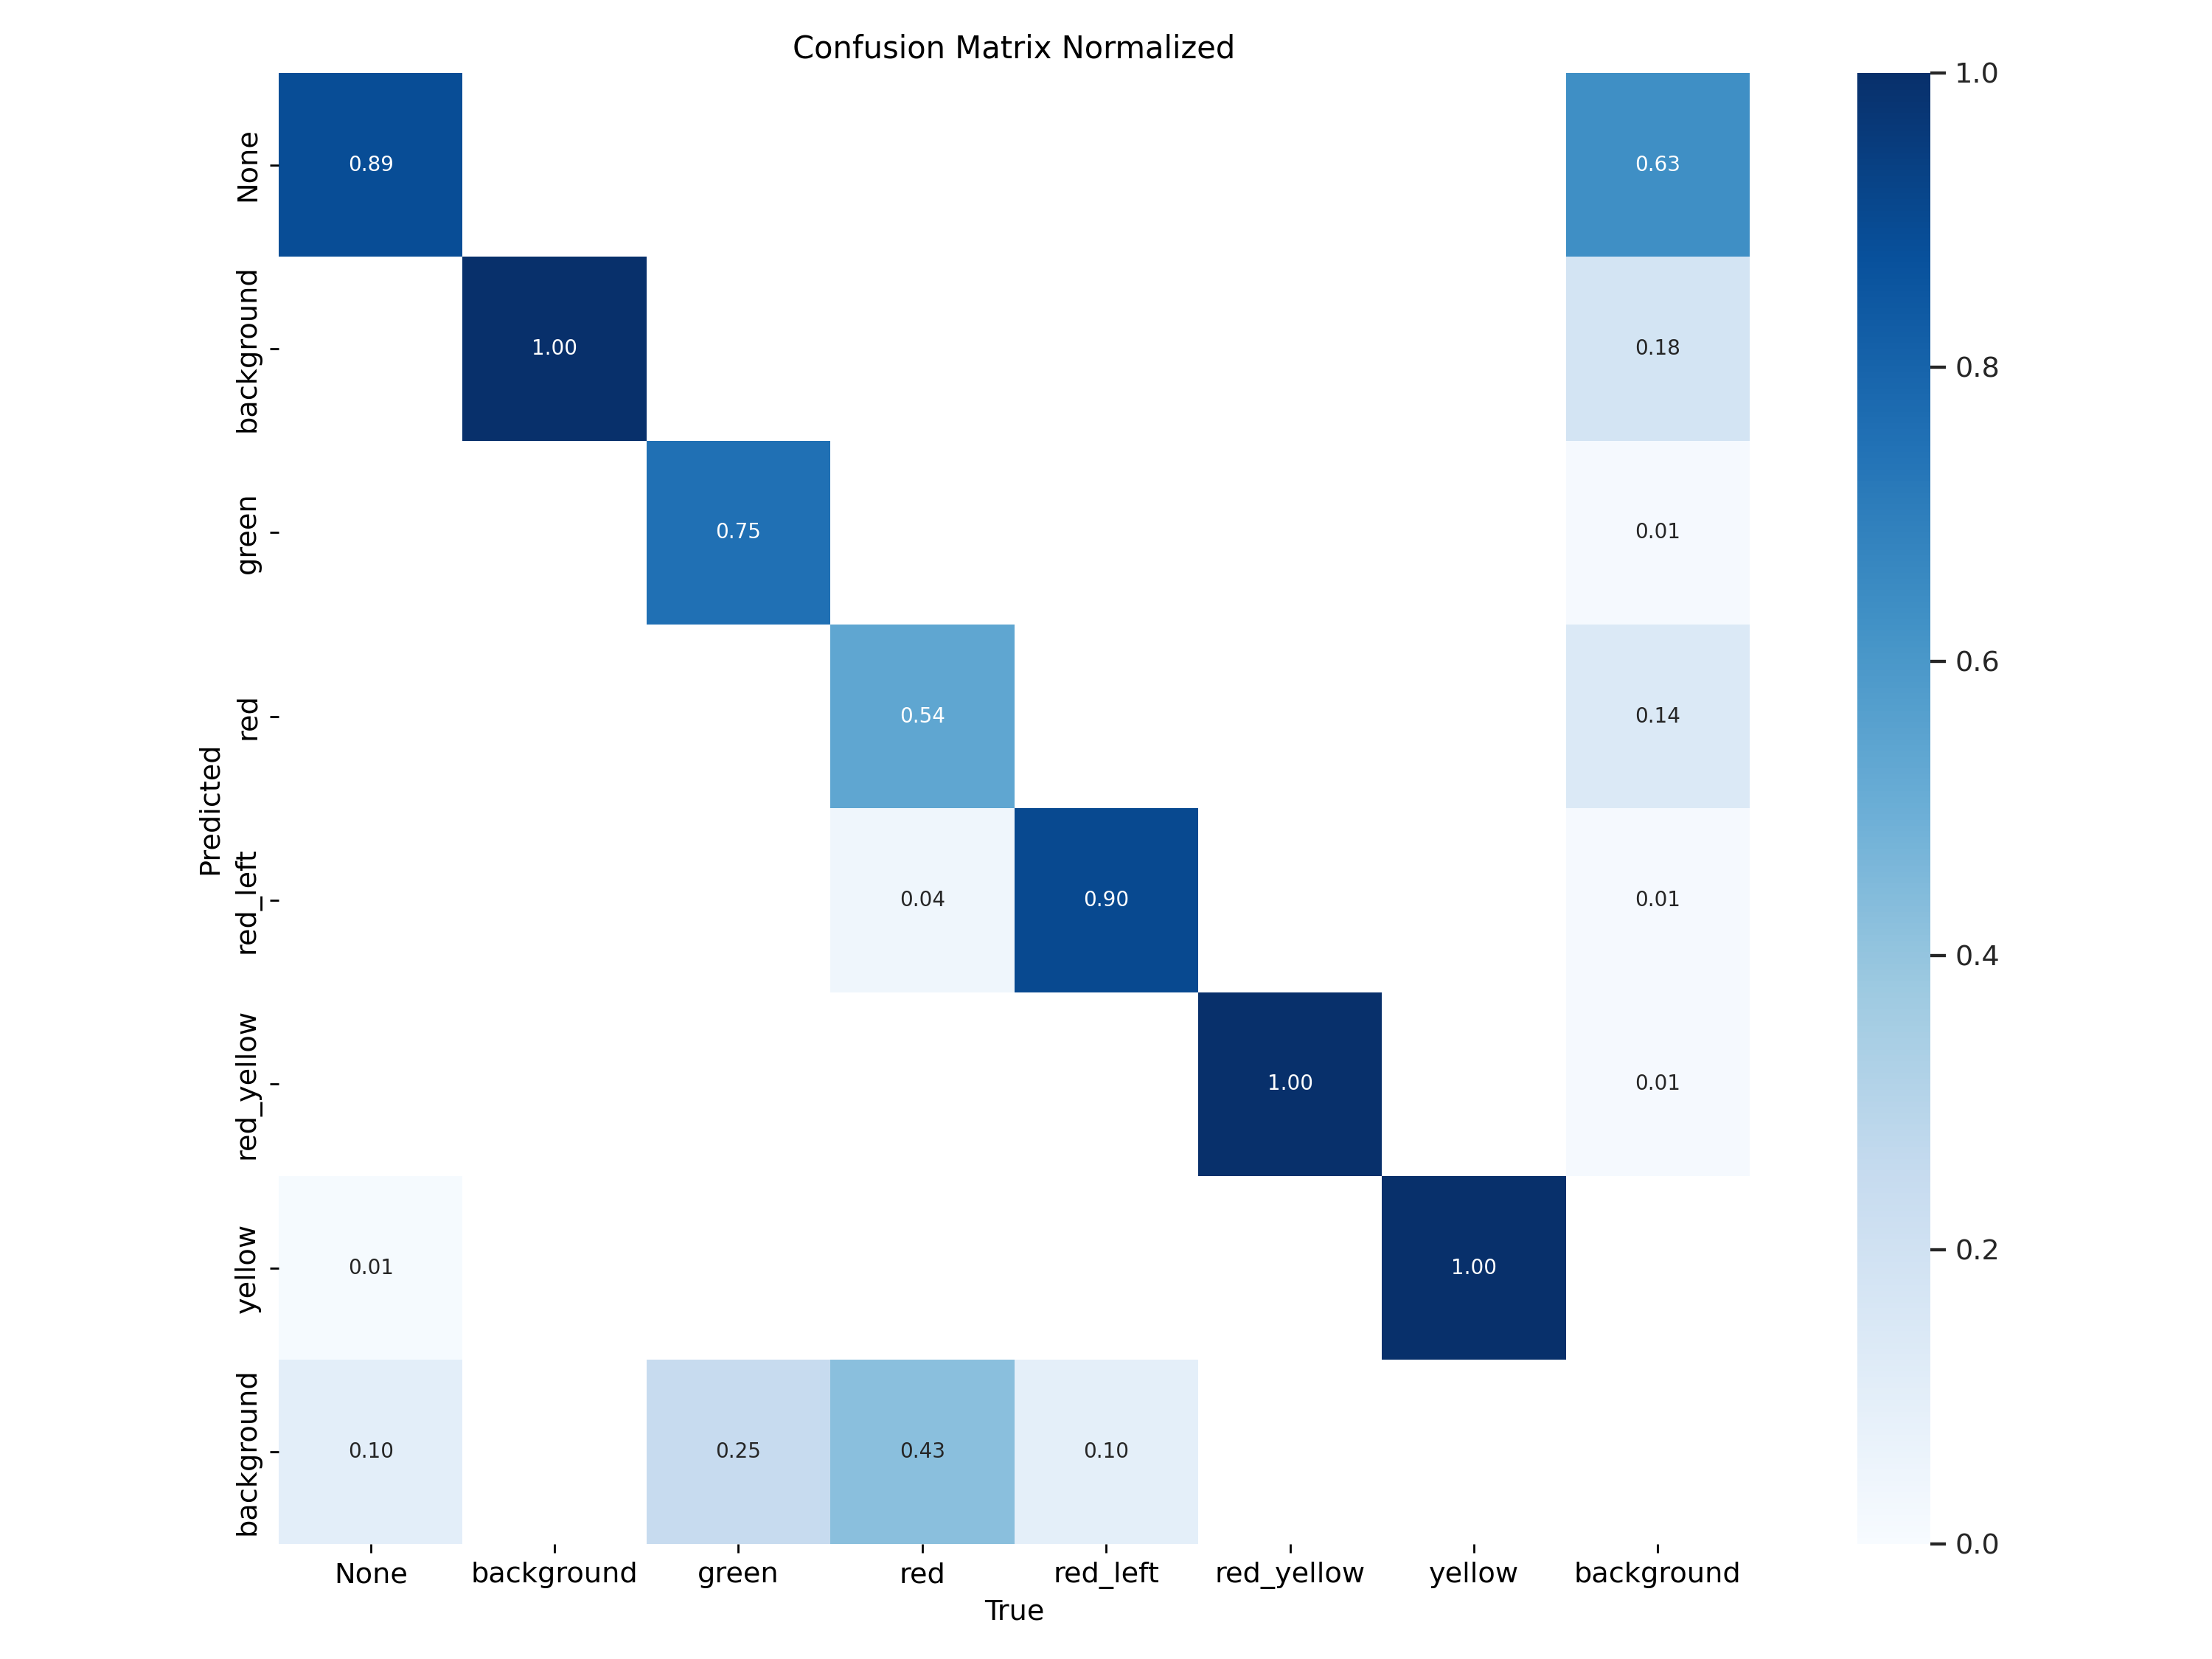 Confusion Matrix Normalized
None 0.89 0.63
background 1.00 0.18
green 0.75 0.01
red 0.54 0.14
red_left 0.04 0.90 0.01
red_yellow 1.00 0.01
yellow 0.01 1.00
background 0.10 0.25 0.43 0.10
None background green red red_left red_yellow yellow background
True
Predicted
1.0
0.8
0.6
0.4
0.2
0.0